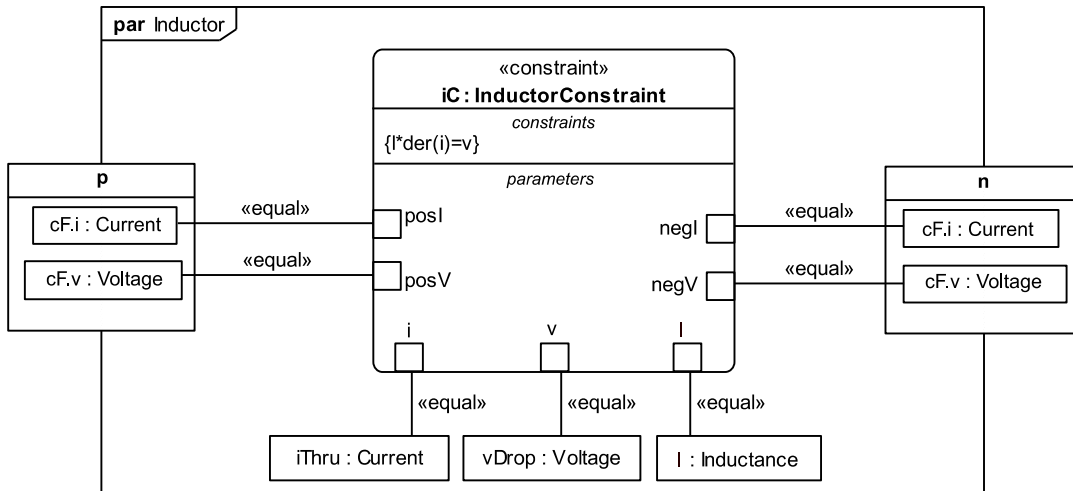 par Inductor
«constraint»
iC : InductorConstraint
constraints
{l*der(i)=v}
parameters
p
cF.i : Current
cF.v : Voltage
«equal»
«equal»
posI
posV
negI
negV
«equal»
«equal»
n
cF.i : Current
cF.v : Voltage
i
v
l
«equal»
«equal»
«equal»
iThru : Current
vDrop : Voltage
l : Inductance